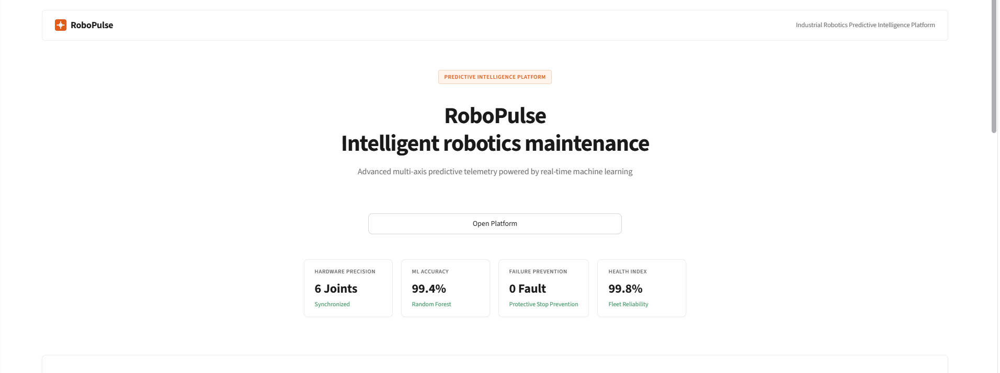 RoboPulse
Industrial Robotics Predictive Intelligence Platform
PREDICTIVE INTELLIGENCE PLATFORM
RoboPulse
Intelligent robotics maintenance
Advanced multi-axis predictive telemetry powered by real-time machine learning
Open Platform
HARDWARE PRECISION
6 Joints
Synchronized
ML ACCURACY
99.4%
Random Forest
FAILURE PREVENTION
0 Fault
Protective Stop Prevention
HEALTH INDEX
99.8%
Fleet Reliability